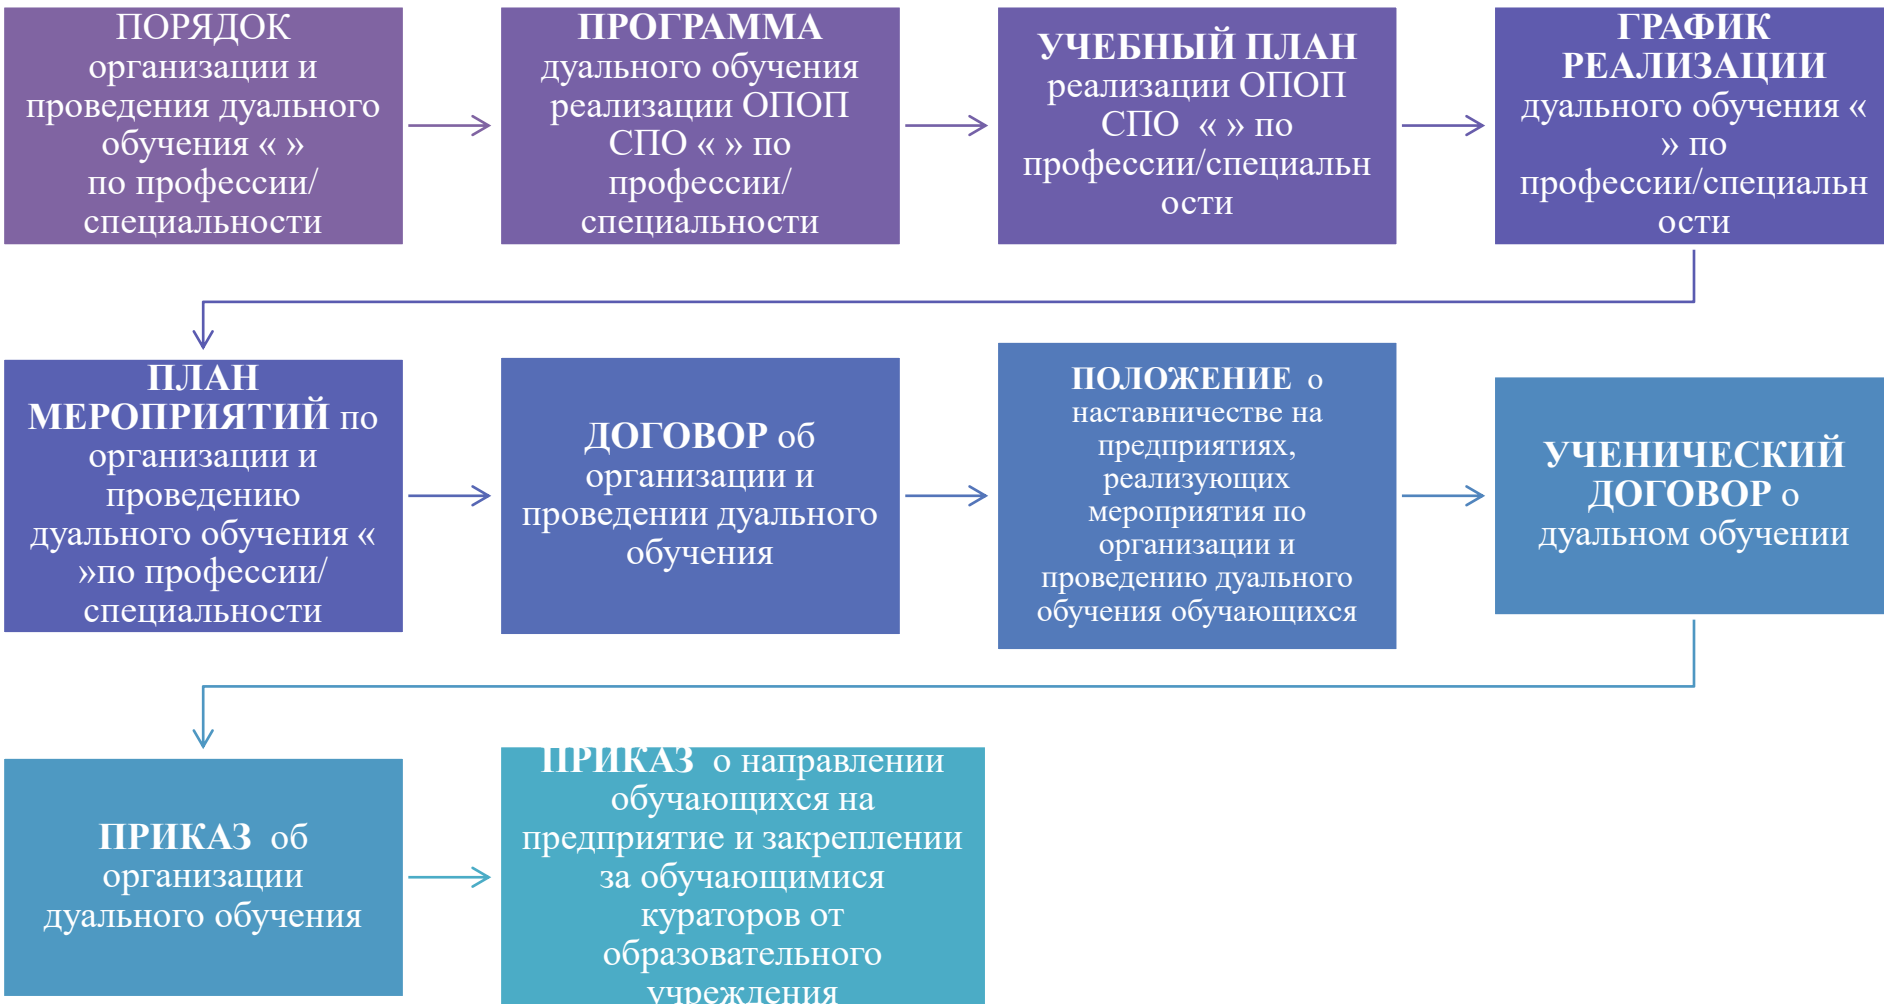 ПОРЯДОК
организации и
проведения дуального
обучения « »
по профессии/
специальности
ПРОГРАММА
дуального обучения
реализации ОПОП
СПО « » по
профессии/
специальности
УЧЕБНЫЙ ПЛАН
реализации ОПОП
СПО « » по
профессии/специальн
ости
ГРАФИК
РЕАЛИЗАЦИИ
дуального обучения «
» по
профессии/специальн
ости
ПЛАН
МЕРОПРИЯТИЙ по
организации и
проведению
дуального обучения «
»по профессии/
специальности
ДОГОВОР об
организации и
проведении дуального
обучения
ПОЛОЖЕНИЕ о
наставничестве на
предприятиях,
реализующих
мероприятия по
организации и
проведению дуального
обучения обучающихся
УЧЕНИЧЕСКИЙ
ДОГОВОР о
дуальном обучении
ПРИКАЗ об
организации
дуального обучения
ПРИКАЗ о направлении
обучающихся на
предприятие и закреплении
за обучающимися
кураторов от
образовательного
учреждения